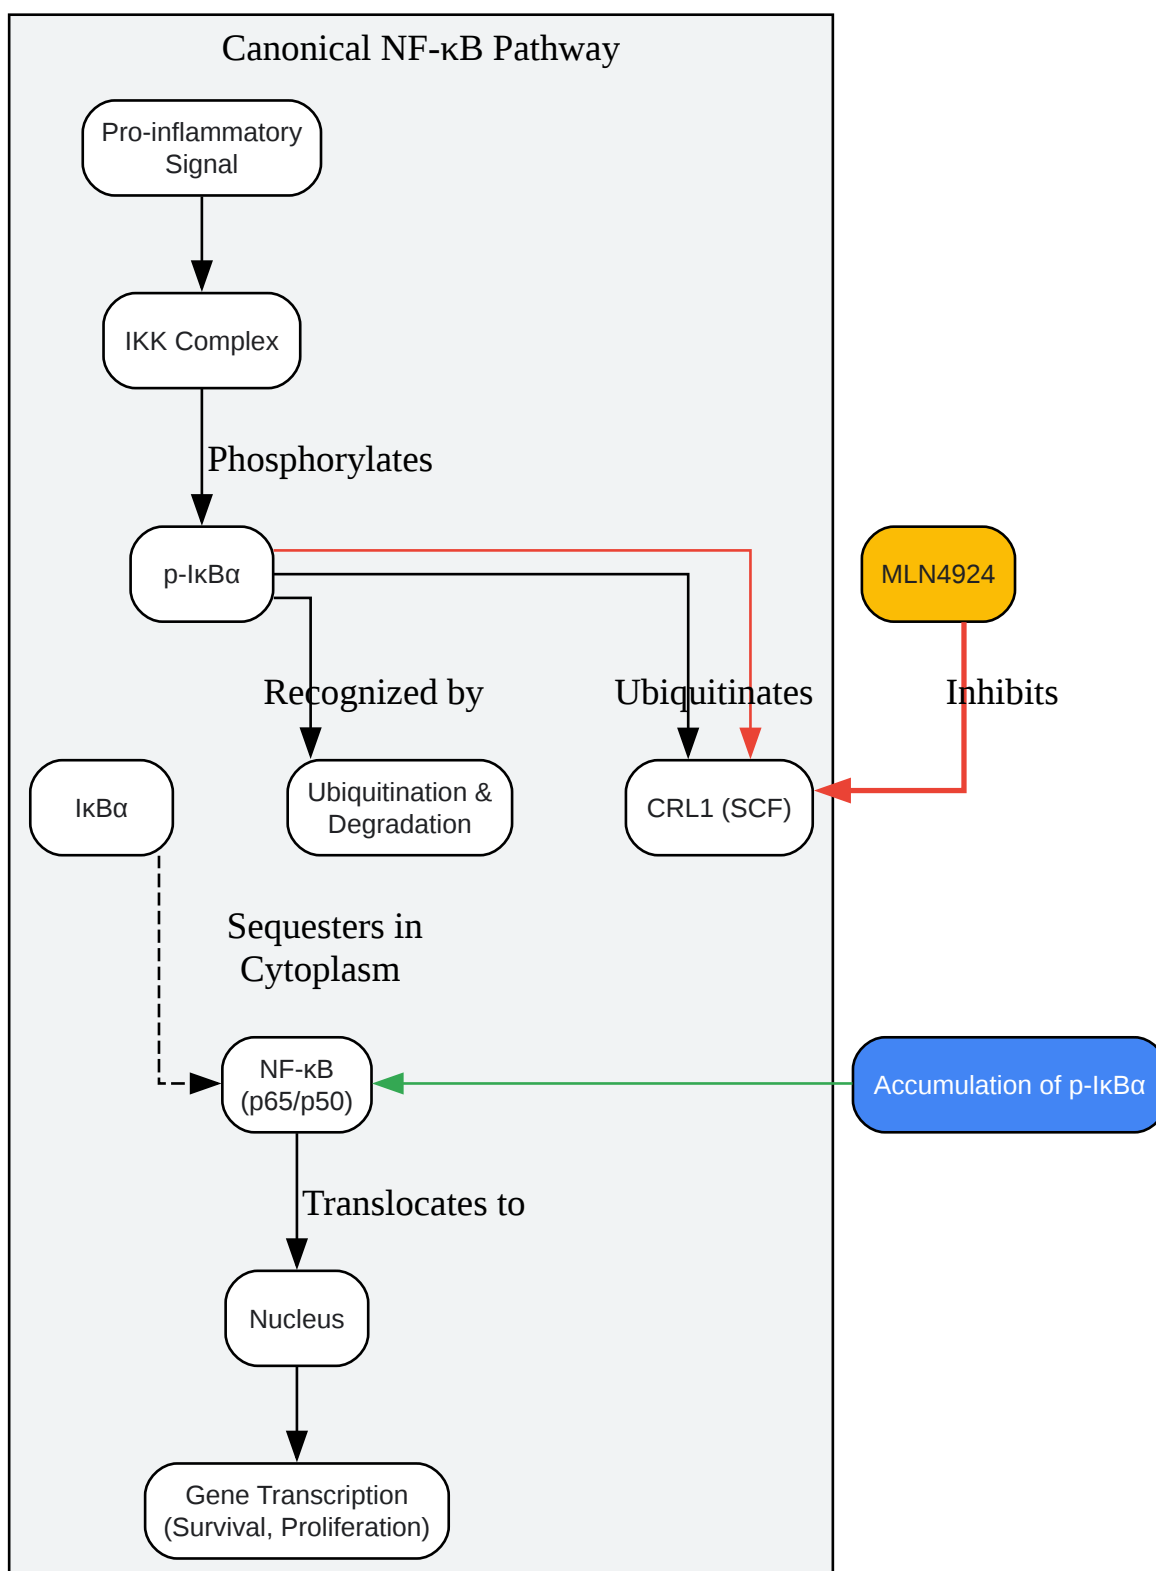 Canonical NF-κB Pathway
Pro-inflammatory
Signal
IKK Complex
Phosphorylates
p-IκBα
MLN4924
Recognized by
Ubiquitinates
Inhibits
IκBα
Ubiquitination &
Degradation
CRL1 (SCF)
Sequesters in
Cytoplasm
NF-κB
(p65/p50)
Accumulation of p-IκBα
Translocates to
Nucleus
Gene Transcription
(Survival, Proliferation)